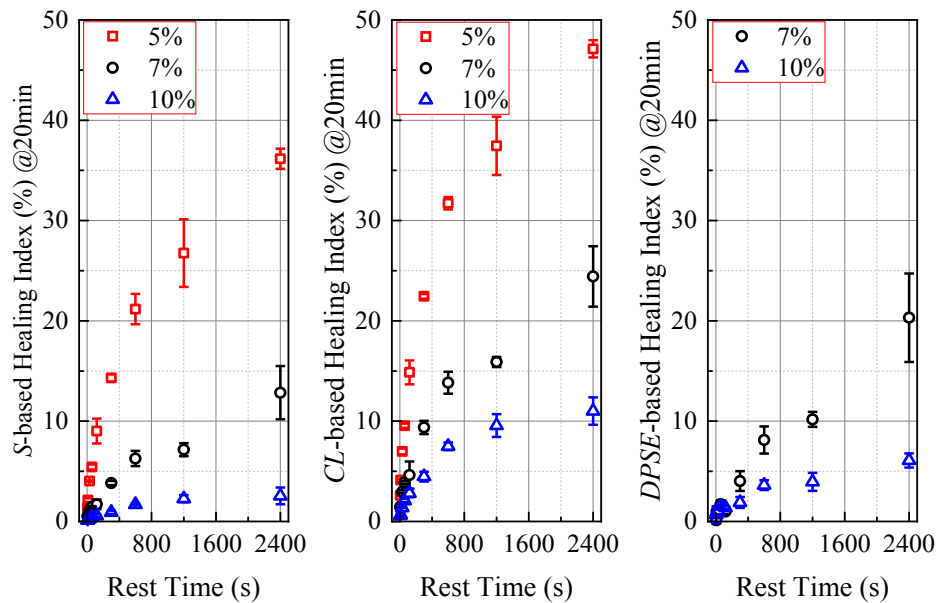 S-based Healing Index (%) @20min
50
40
30
20
10
0
5%
7%
10%
0 800 1600 2400
Rest Time (s)
CL-based Healing Index (%) @20min
50
40
30
20
10
0
5%
7%
10%
0 800 1600 2400
Rest Time (s)
DPSE-based Healing Index (%) @20min
50
40
30
20
10
0
7%
10%
0 800 1600 2400
Rest Time (s)